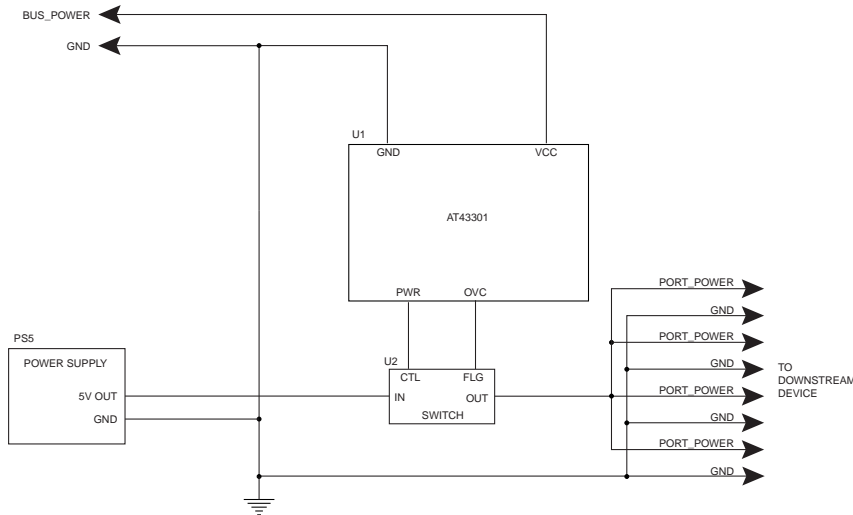 BUS_POWER
GND
U1
GND VCC
AT43301
PWR OVC
PORT_POWER
GND
PORT_POWER
GND
PORT_POWER
GND
PORT_POWER
GND
TO
DOWNSTREAM
DEVICE
PS5
POWER SUPPLY
5V OUT
GND
U2
CTL FLG
IN OUT
SWITCH